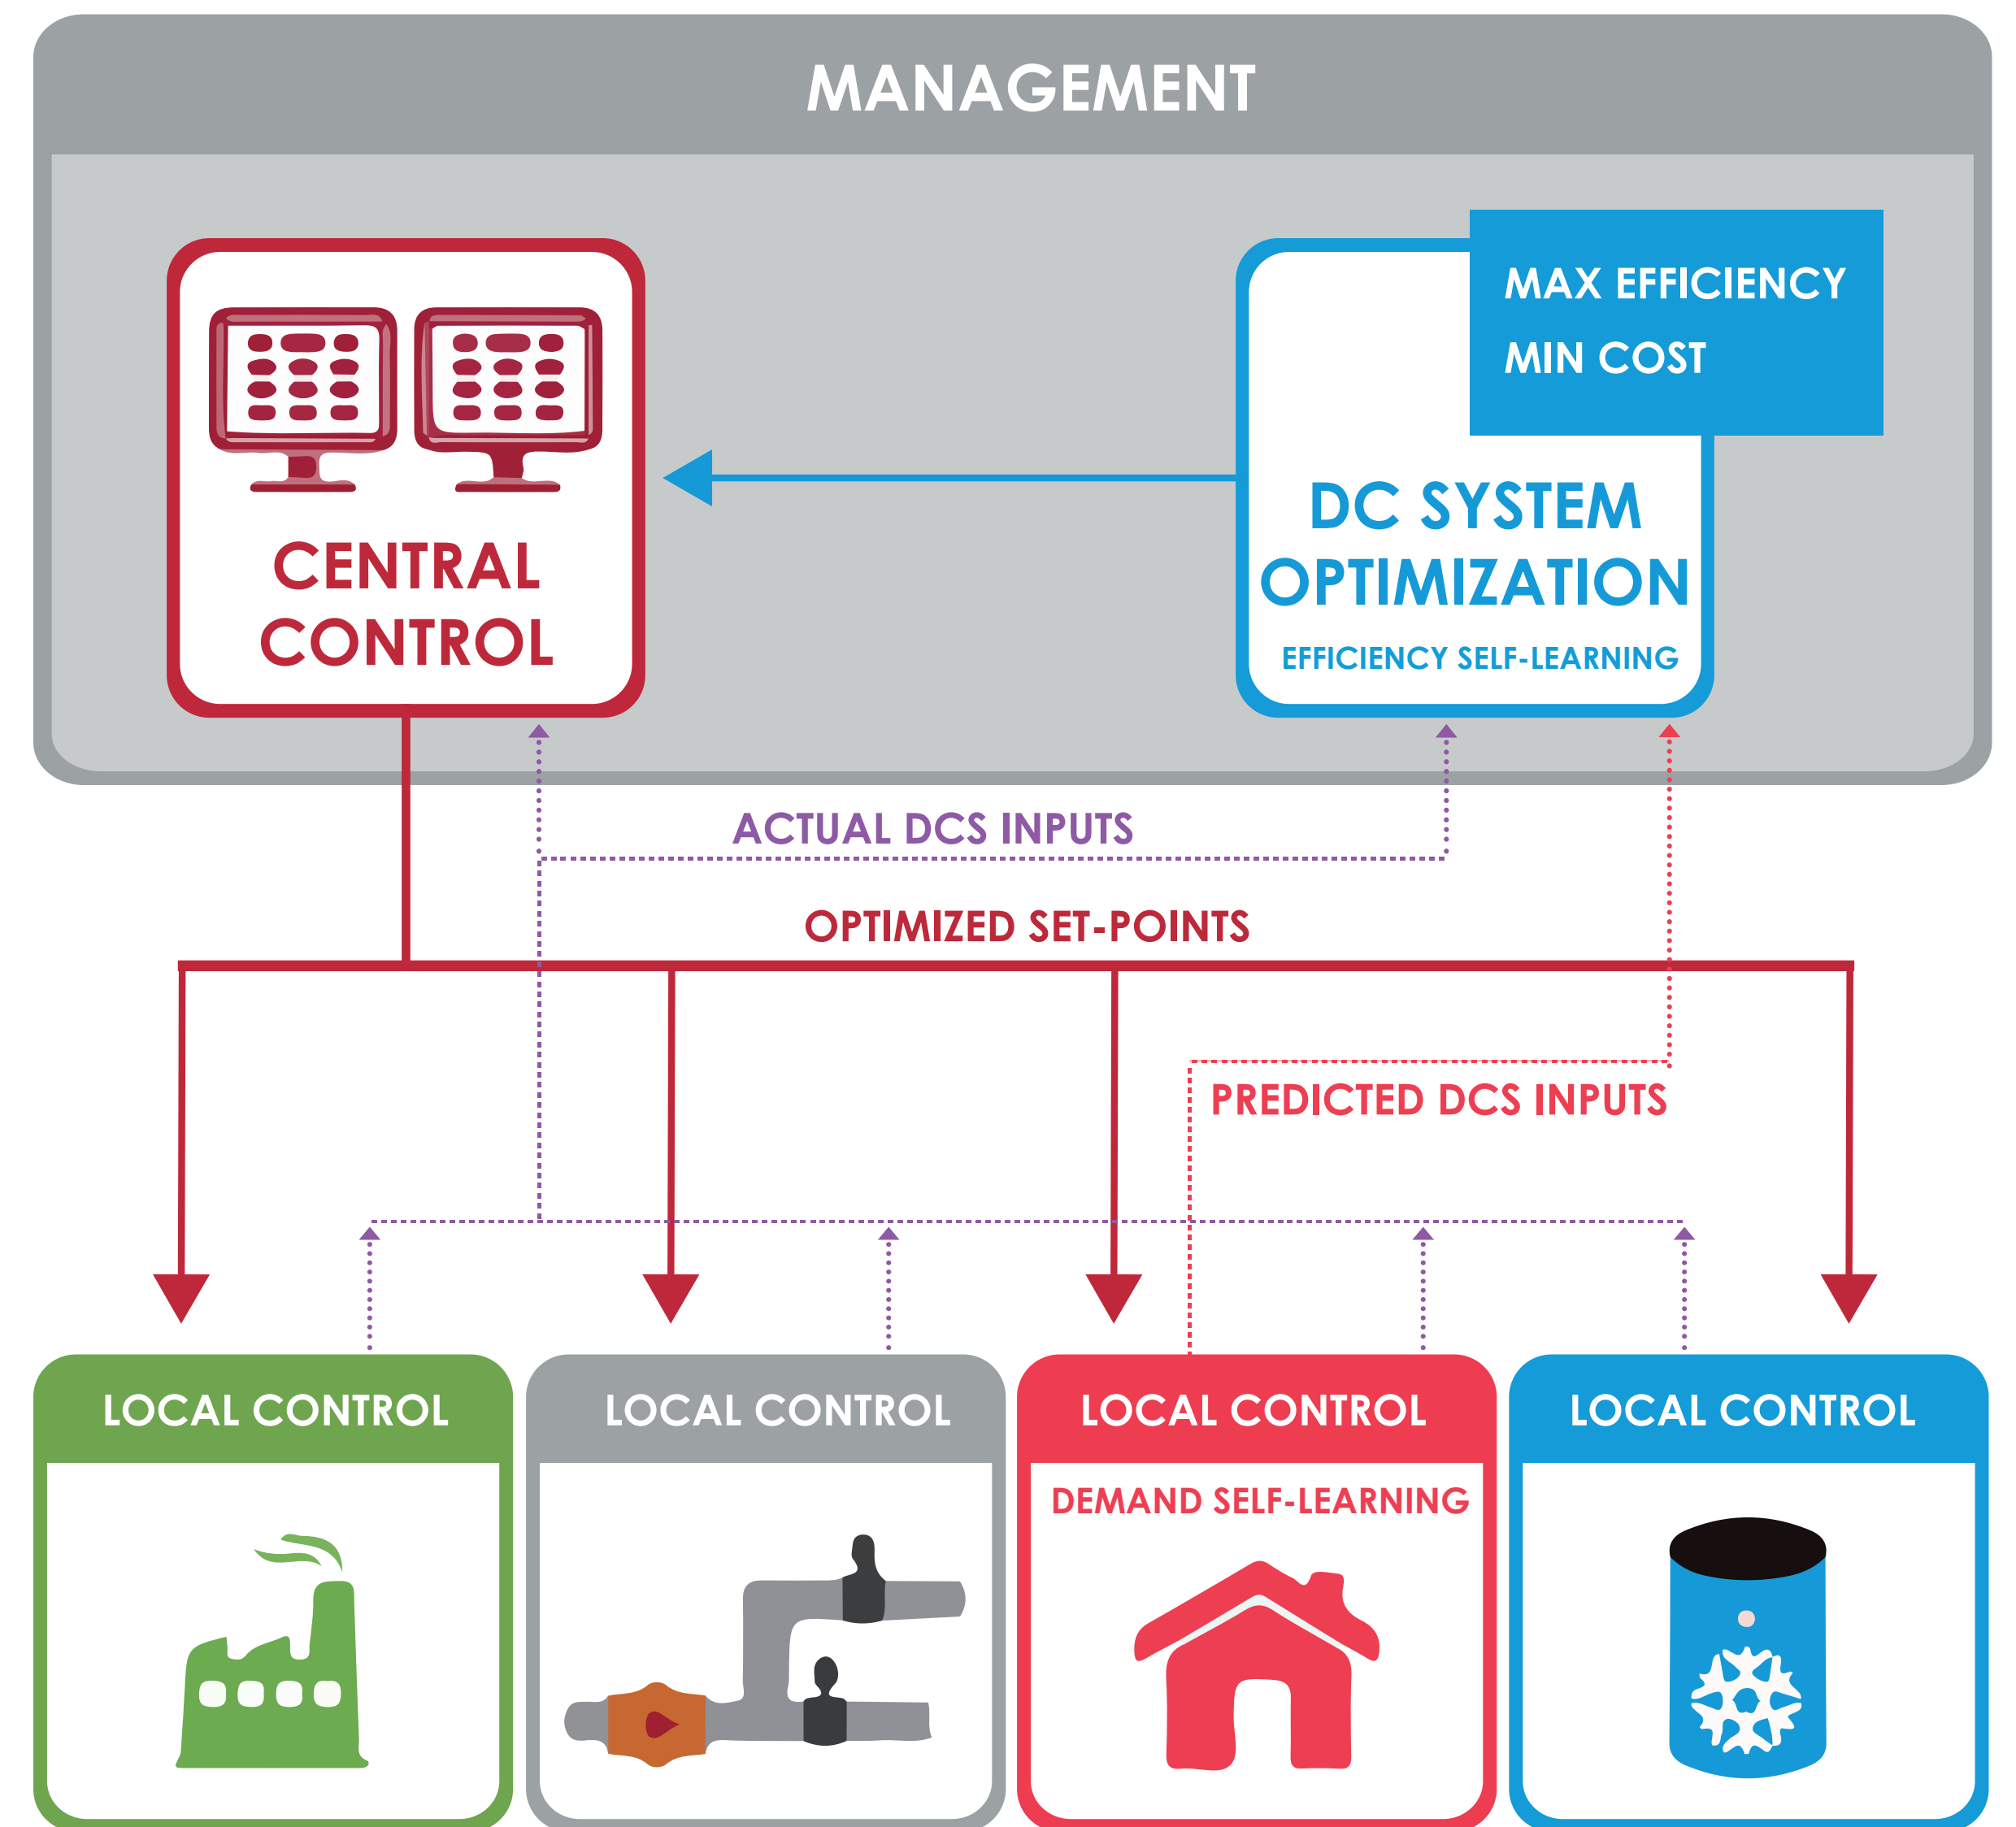 MANAGEMENT
MAX EFFICIENCY
MIN COST
CENTRAL
CONTROL
DC SYSTEM
OPTIMIZATION
EFFICIENCY SELF-LEARNING
ACTUAL DCS INPUTS
OPTIMIZED SET-POINTS
PREDICTED DCS INPUTS
LOCAL CONTROL
LOCAL CONTROL
LOCAL CONTROL
DEMAND SELF-LEARNING
LOCAL CONTROL